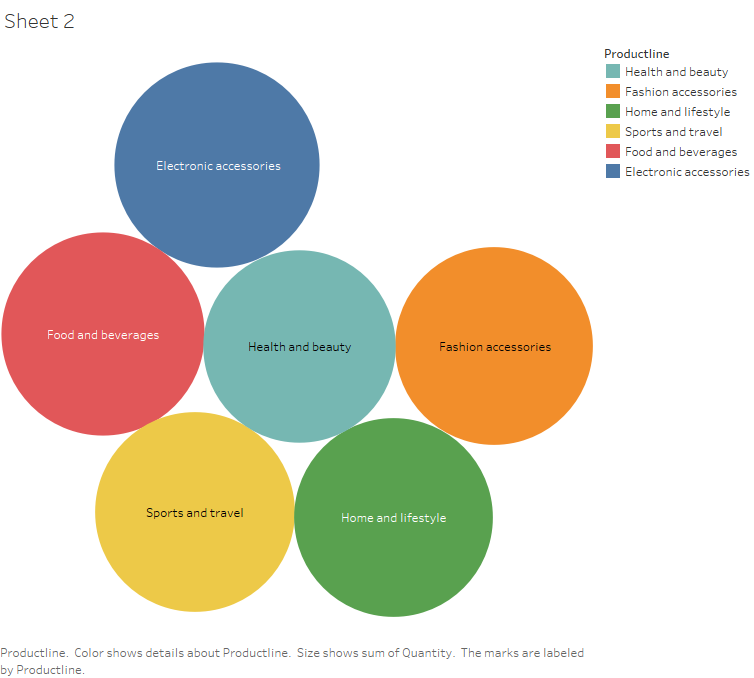 Sheet 2
Productline
Health and beauty
Fashion accessories
Home and lifestyle
Sports and travel
Food and beverages
Electronic accessories
Electronic accessories
Food and beverages
Health and beauty
Fashion accessories
Sports and travel
Home and lifestyle
Productline. Color shows details about Productline. Size shows sum of Quantity. The marks are labeled
by Productline.